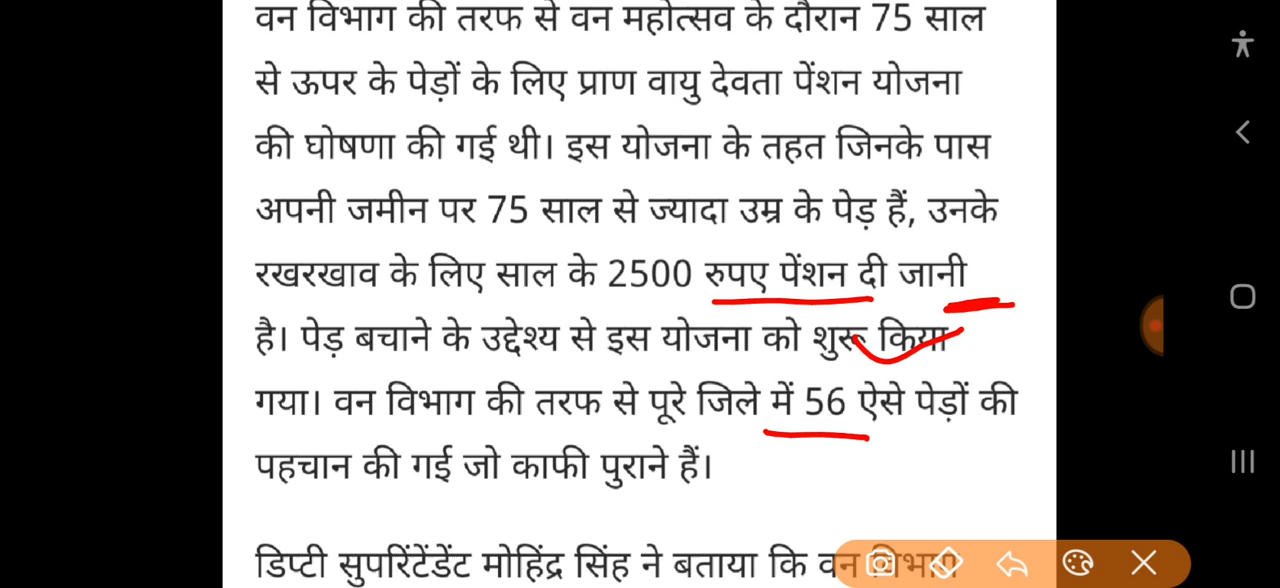 वन विभाग की तरफ से वन महोत्सव के दौरान 75 साल
से ऊपर के पेड़ों के लिए प्राण वायु देवता पेंशन योजना
की घोषणा की गई थी। इस योजना के तहत जिनके पास
अपनी जमीन पर 75 साल से ज्यादा उम्र के पेड़ हैं, उनके
रखरखाव के लिए साल के 2500 रुपए पेंशन दी जानी
है। पेड़ बचाने के उद्देश्य से इस योजना को शुरू किया
गया। वन विभाग की तरफ से पूरे जिले में 56 ऐसे पेड़ों की
पहचान की गई जो काफी पुराने हैं।
डिप्टी सुपरिंटेंडेंट मोहिंद्र सिंह ने बताया कि वन विभाग